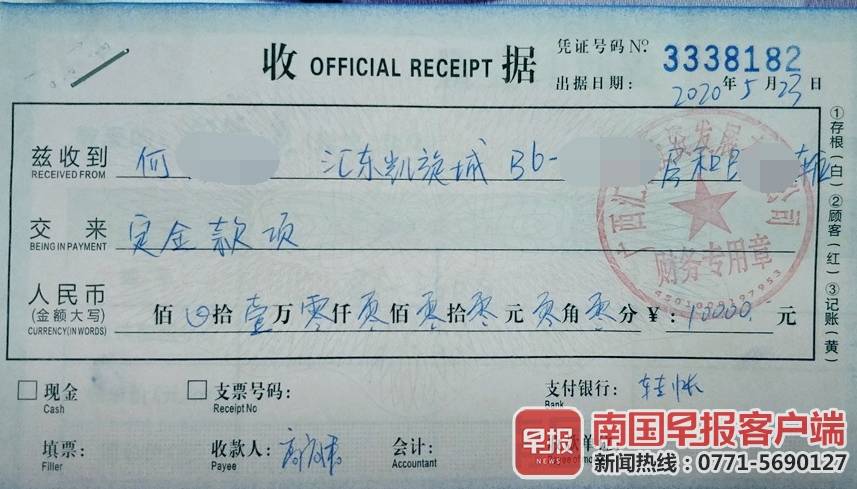 收 OFFICIAL RECEIPT 据
凭证号码 Nº 3338182
出据日期: 2020年5月23日
兹收到 何 汇东凯旋城 B6-
RECEIVED FROM
交来 定金款项
BEING IN PAYMENT
人民币 佰 拾壹万零仟零佰零拾零元零角零分 ¥: 10000. 元
(金额大写)
CURRENCY(IN WORDS)
□ 现金 □ 支票号码: 支付银行: 转帐
Cash Receipt No Bank
填票: 收款人: 会计:
Filler Payee Accountant
①存根(白)②顾客(红)③记账(黄)
财务专用章
早报
NEWS
南国早报客户端
新闻热线:0771-5690127